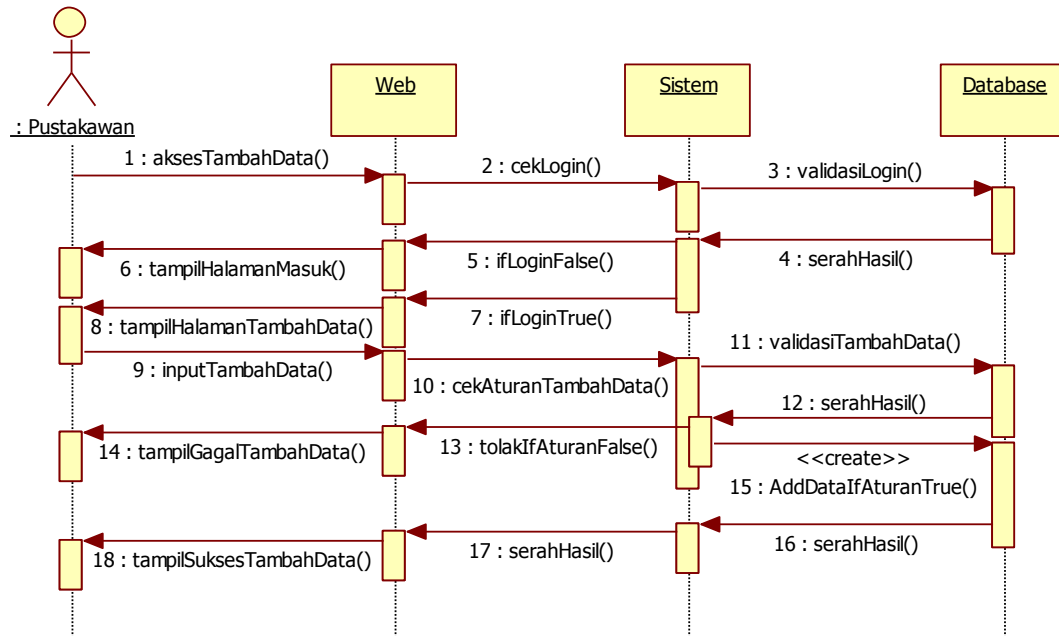 : Pustakawan
Web
Sistem
Database
1 : aksesTambahData()
2 : cekLogin()
3 : validasiLogin()
4 : serahHasil()
5 : ifLoginFalse()
6 : tampilHalamanMasuk()
7 : ifLoginTrue()
8 : tampilHalamanTambahData()
9 : inputTambahData()
10 : cekAturanTambahData()
11 : validasiTambahData()
12 : serahHasil()
13 : tolakIfAturanFalse()
14 : tampilGagalTambahData()
<<create>>
15 : AddDataIfAturanTrue()
16 : serahHasil()
17 : serahHasil()
18 : tampilSuksesTambahData()